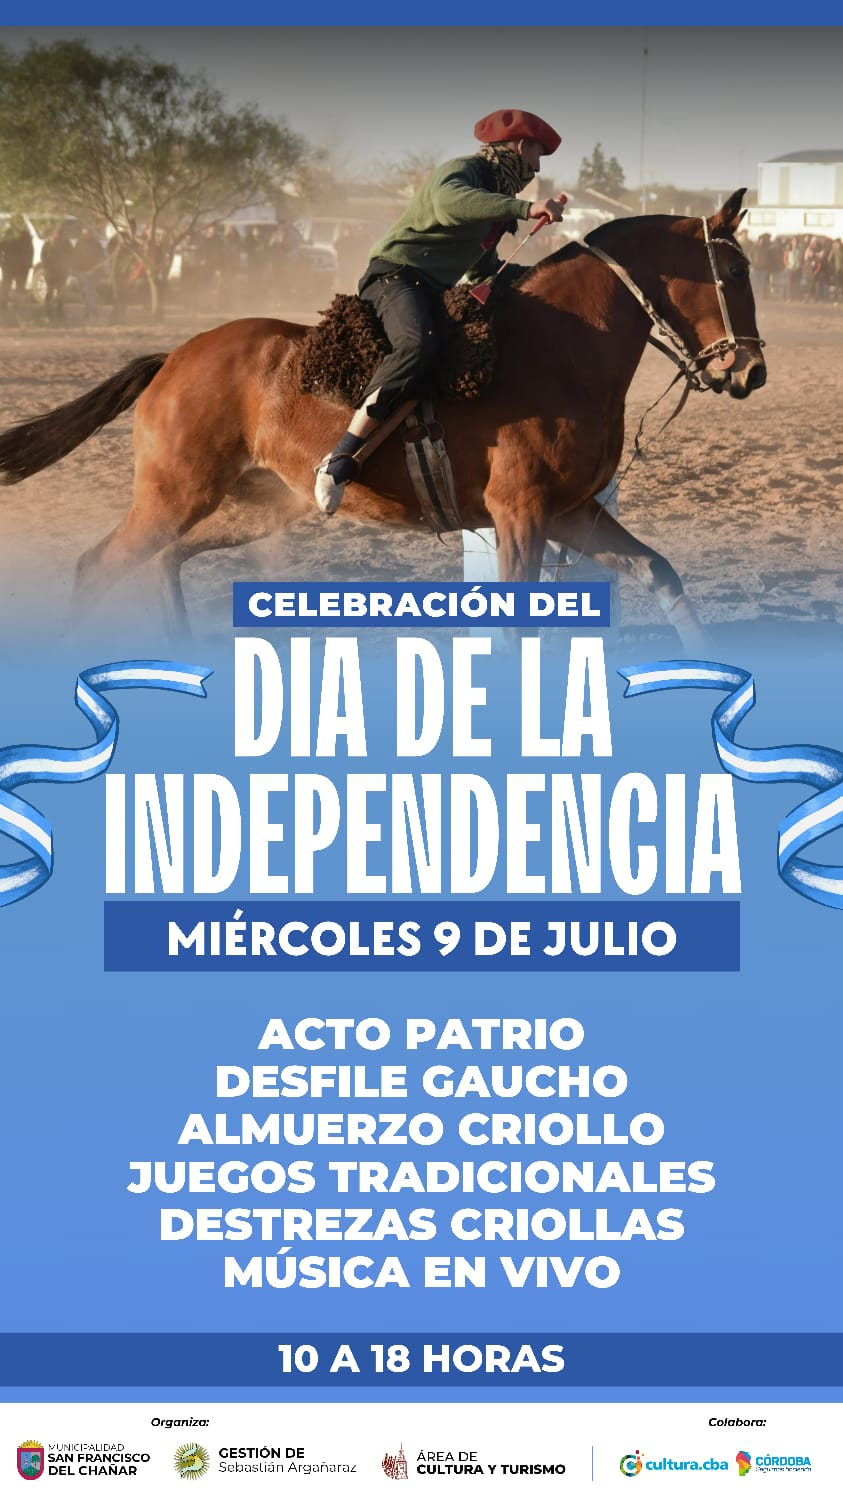 CELEBRACIÓN DEL
DIA DE LA
INDEPENDENCIA
MIÉRCOLES 9 DE JULIO
ACTO PATRIO
DESFILE GAUCHO
ALMUERZO CRIOLLO
JUEGOS TRADICIONALES
DESTREZAS CRIOLLAS
MÚSICA EN VIVO
10 A 18 HORAS
Organiza:
MUNICIPALIDAD
SAN FRANCISCO
DEL CHAÑAR
GESTIÓN DE
Sebastián Argañaraz
ÁREA DE
CULTURA Y TURISMO
Colabora:
cultura.cba
CÓRDOBA
Seguimos haciendo